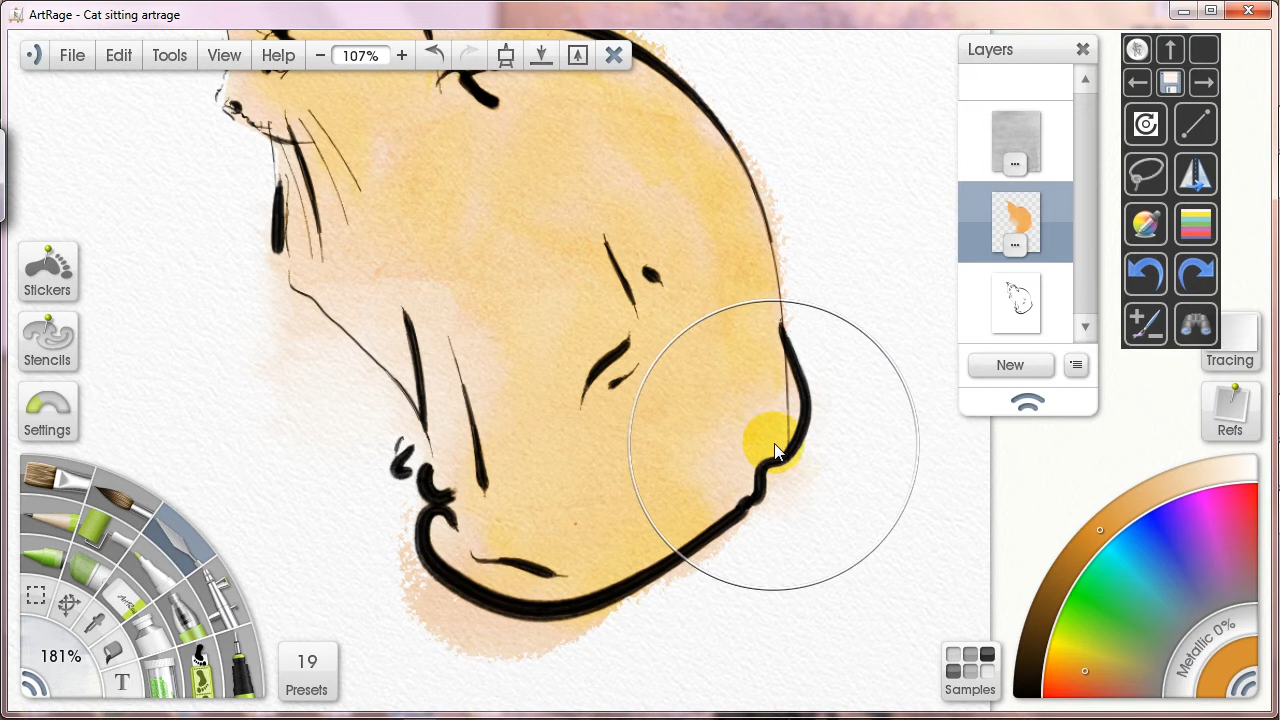 ArtRage - Cat sitting artrage
File Edit Tools View Help − 107% +
Layers
New
Stickers
Stencils
Settings
Tracing
Refs
181%
T
19
Presets
Samples
Metallic 0%